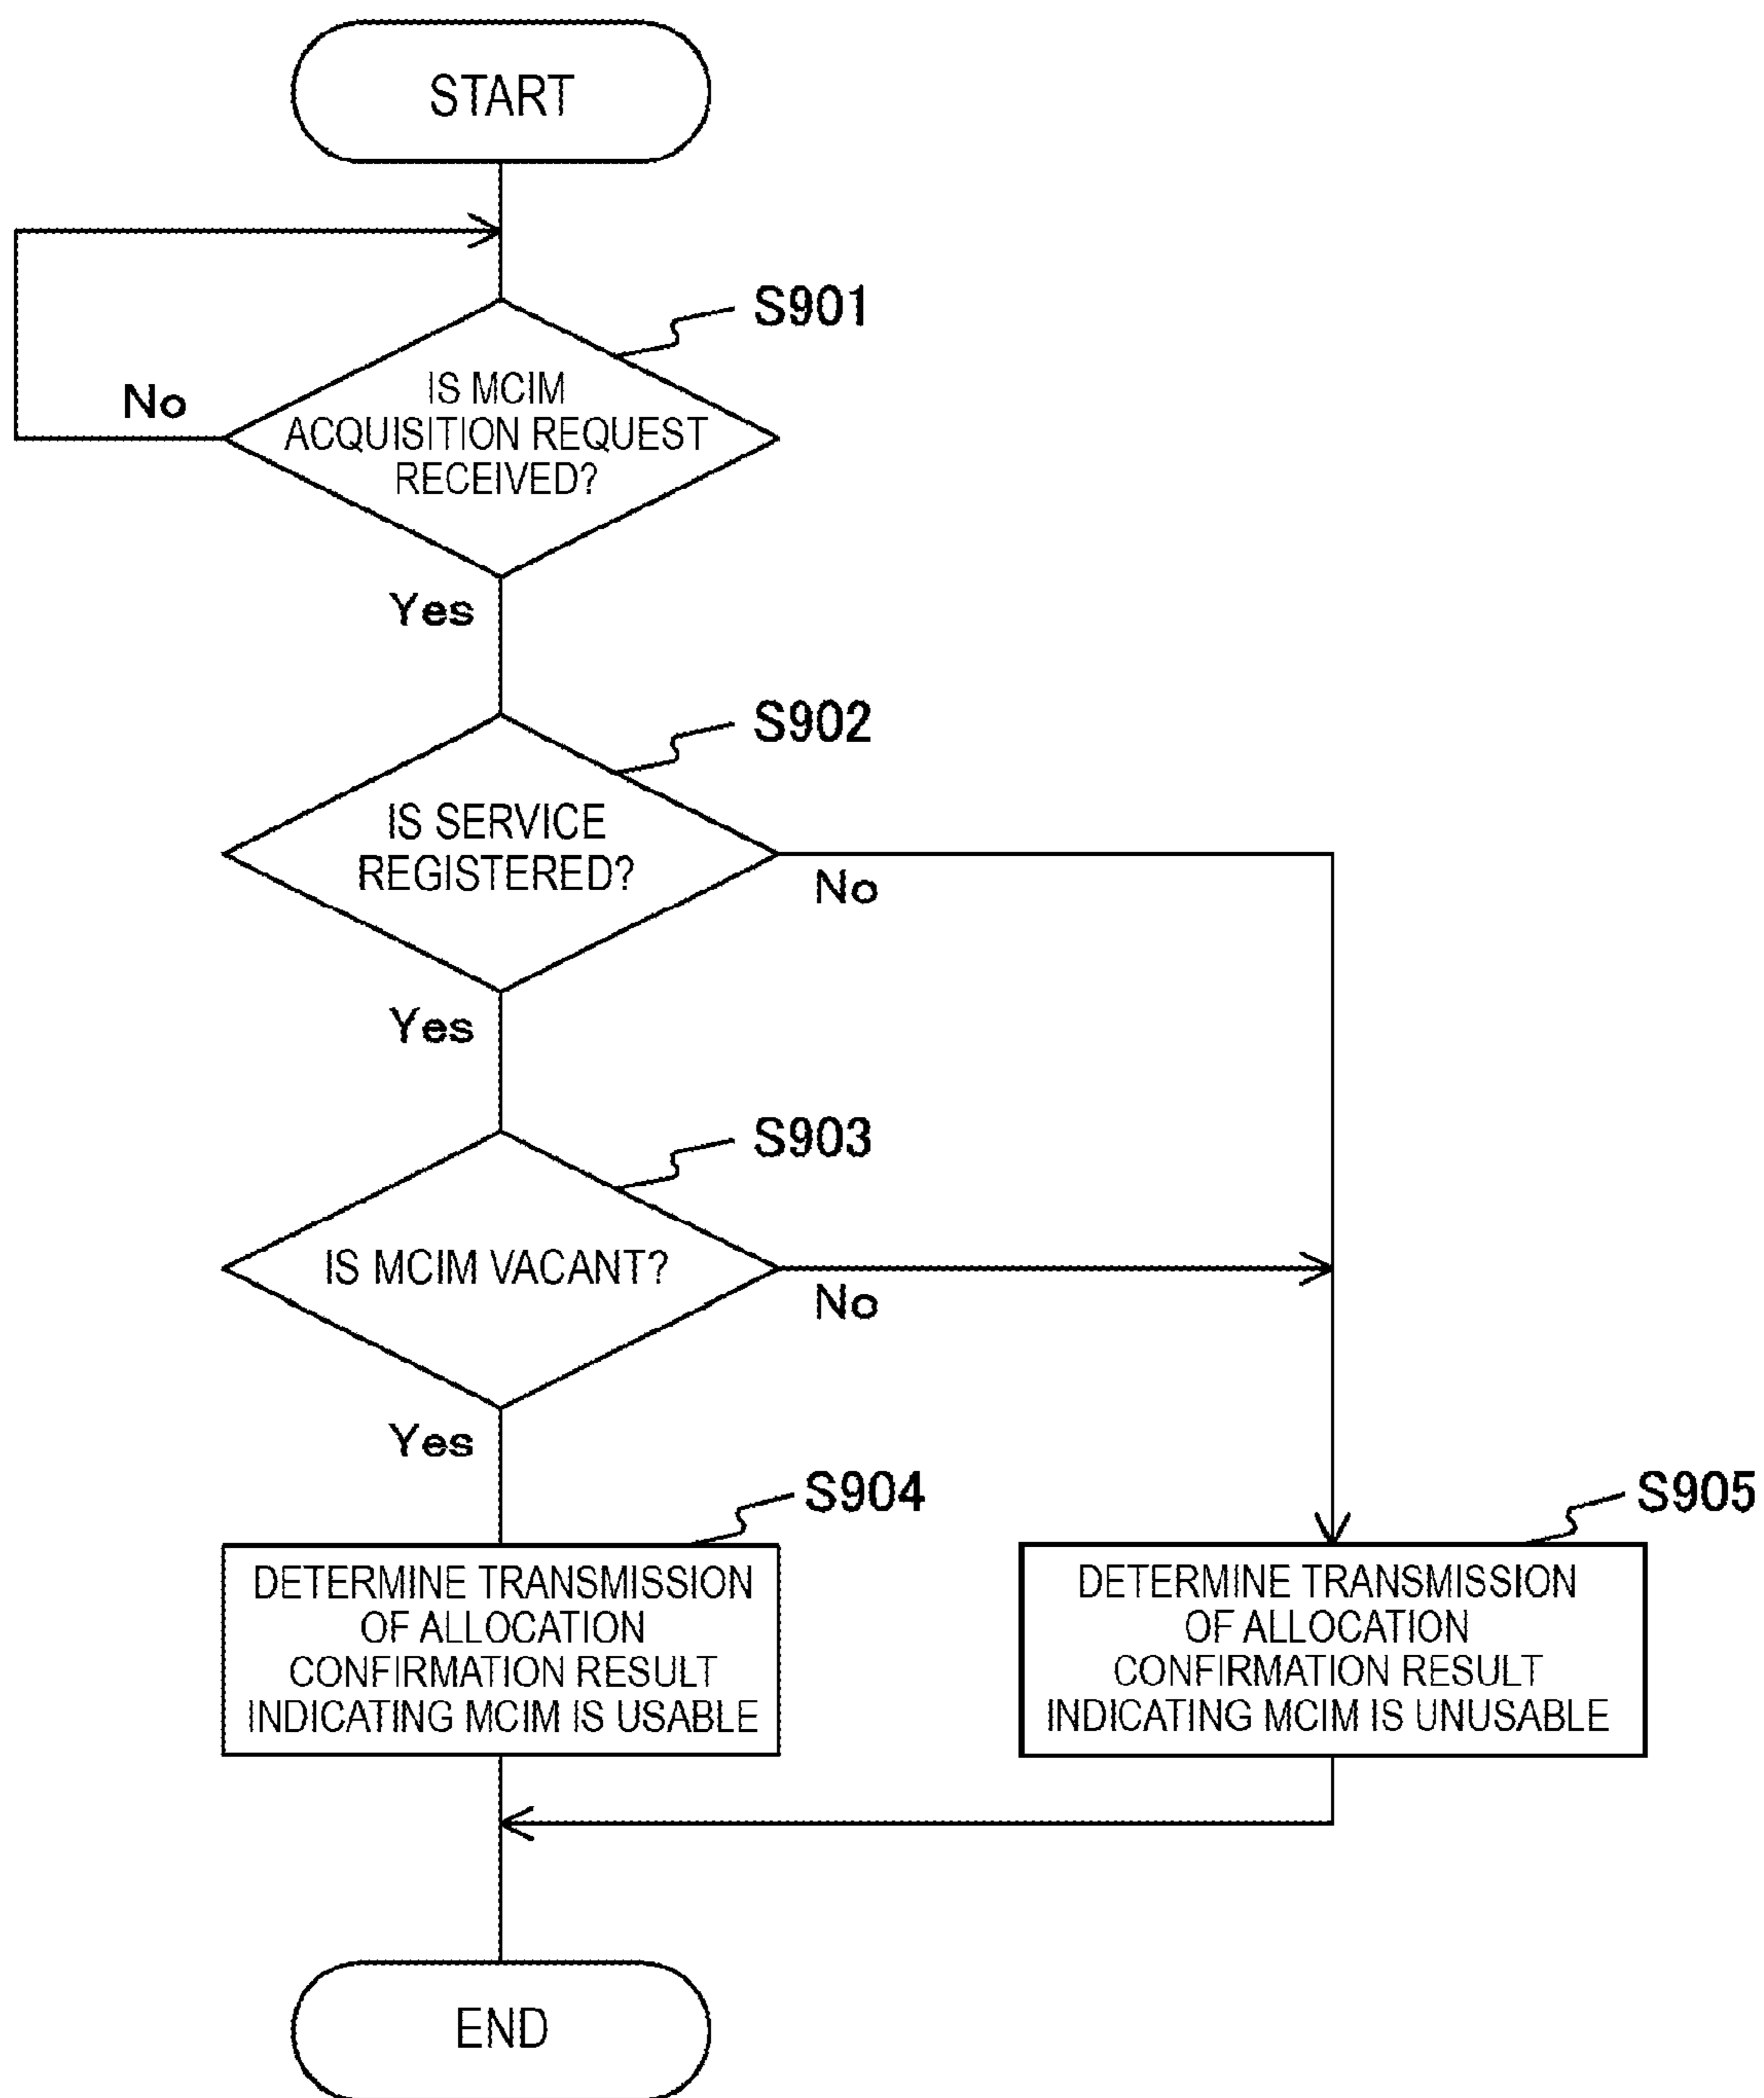 START
S901
IS MCIM
ACQUISITION REQUEST
RECEIVED?
No
Yes
S902
IS SERVICE
REGISTERED?
No
Yes
S903
IS MCIM VACANT?
No
Yes
S904
DETERMINE TRANSMISSION
OF ALLOCATION
CONFIRMATION RESULT
INDICATING MCIM IS USABLE
S905
DETERMINE TRANSMISSION
OF ALLOCATION
CONFIRMATION RESULT
INDICATING MCIM IS UNUSABLE
END